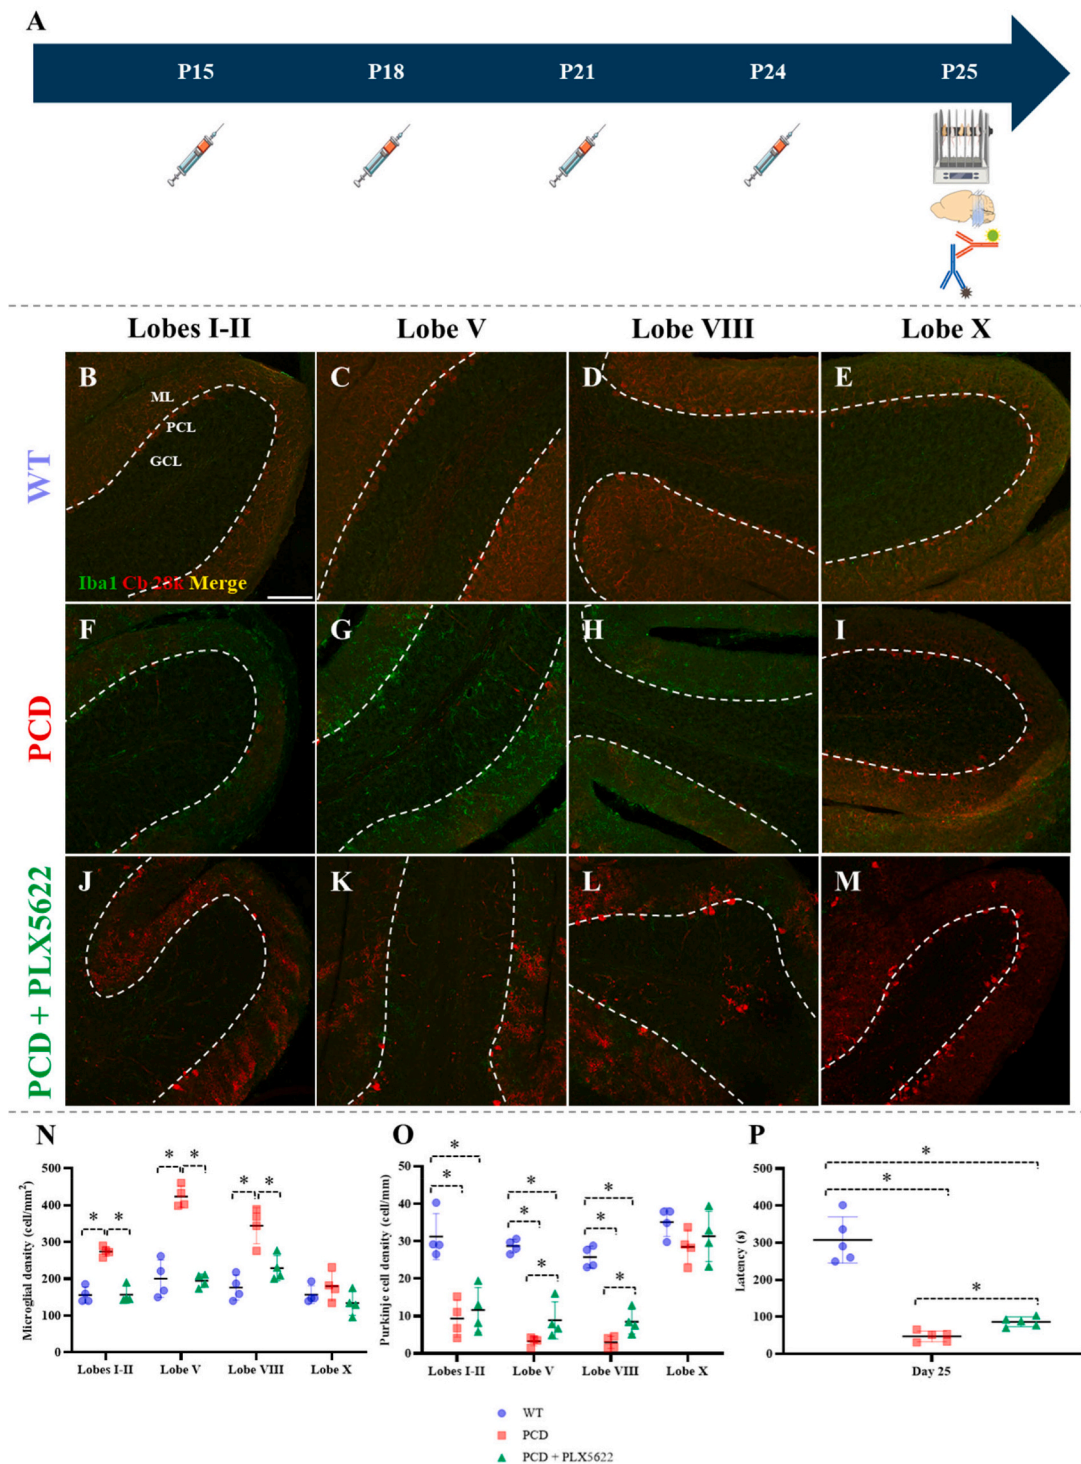 A
P15 P18 P21 P24 P25
Lobes I-II Lobe V Lobe VIII Lobe X
WT
B C D E
ML
PCL
GCL
Iba1 Cb 28k Merge
PCD
F G H I
PCD + PLX5622
J K L M
N O P
Microglial density (cell/mm²)
500
400
300
200
100
0
* * * * * *
Lobes I-II Lobe V Lobe VIII Lobe X
Purkinje cell density (cell/mm)
50
40
30
20
10
0
* * * * * * * *
Lobes I-II Lobe V Lobe VIII Lobe X
Latency (s)
500
400
300
200
100
0
* * *
Day 25
WT
PCD
PCD + PLX5622